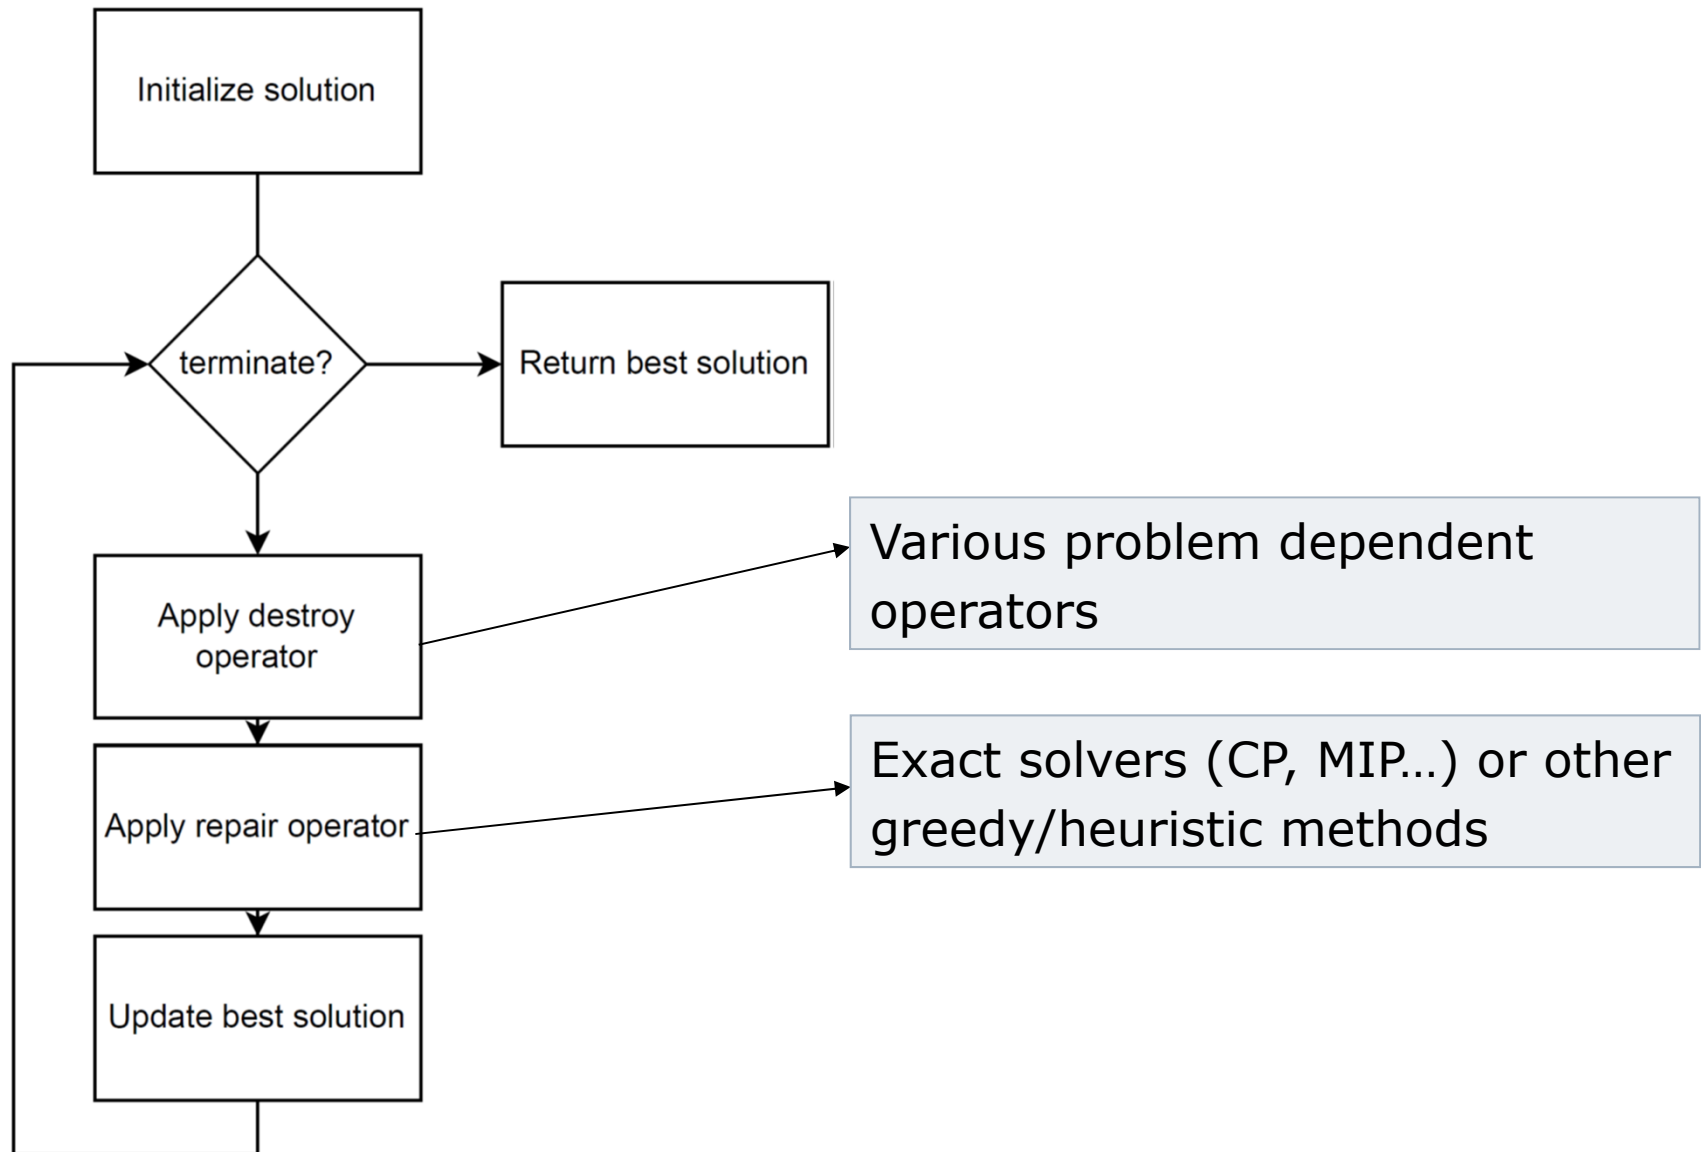 Initialize solution
terminate?
Return best solution
Apply destroy
operator
Various problem dependent
operators
Apply repair operator
Exact solvers (CP, MIP…) or other
greedy/heuristic methods
Update best solution